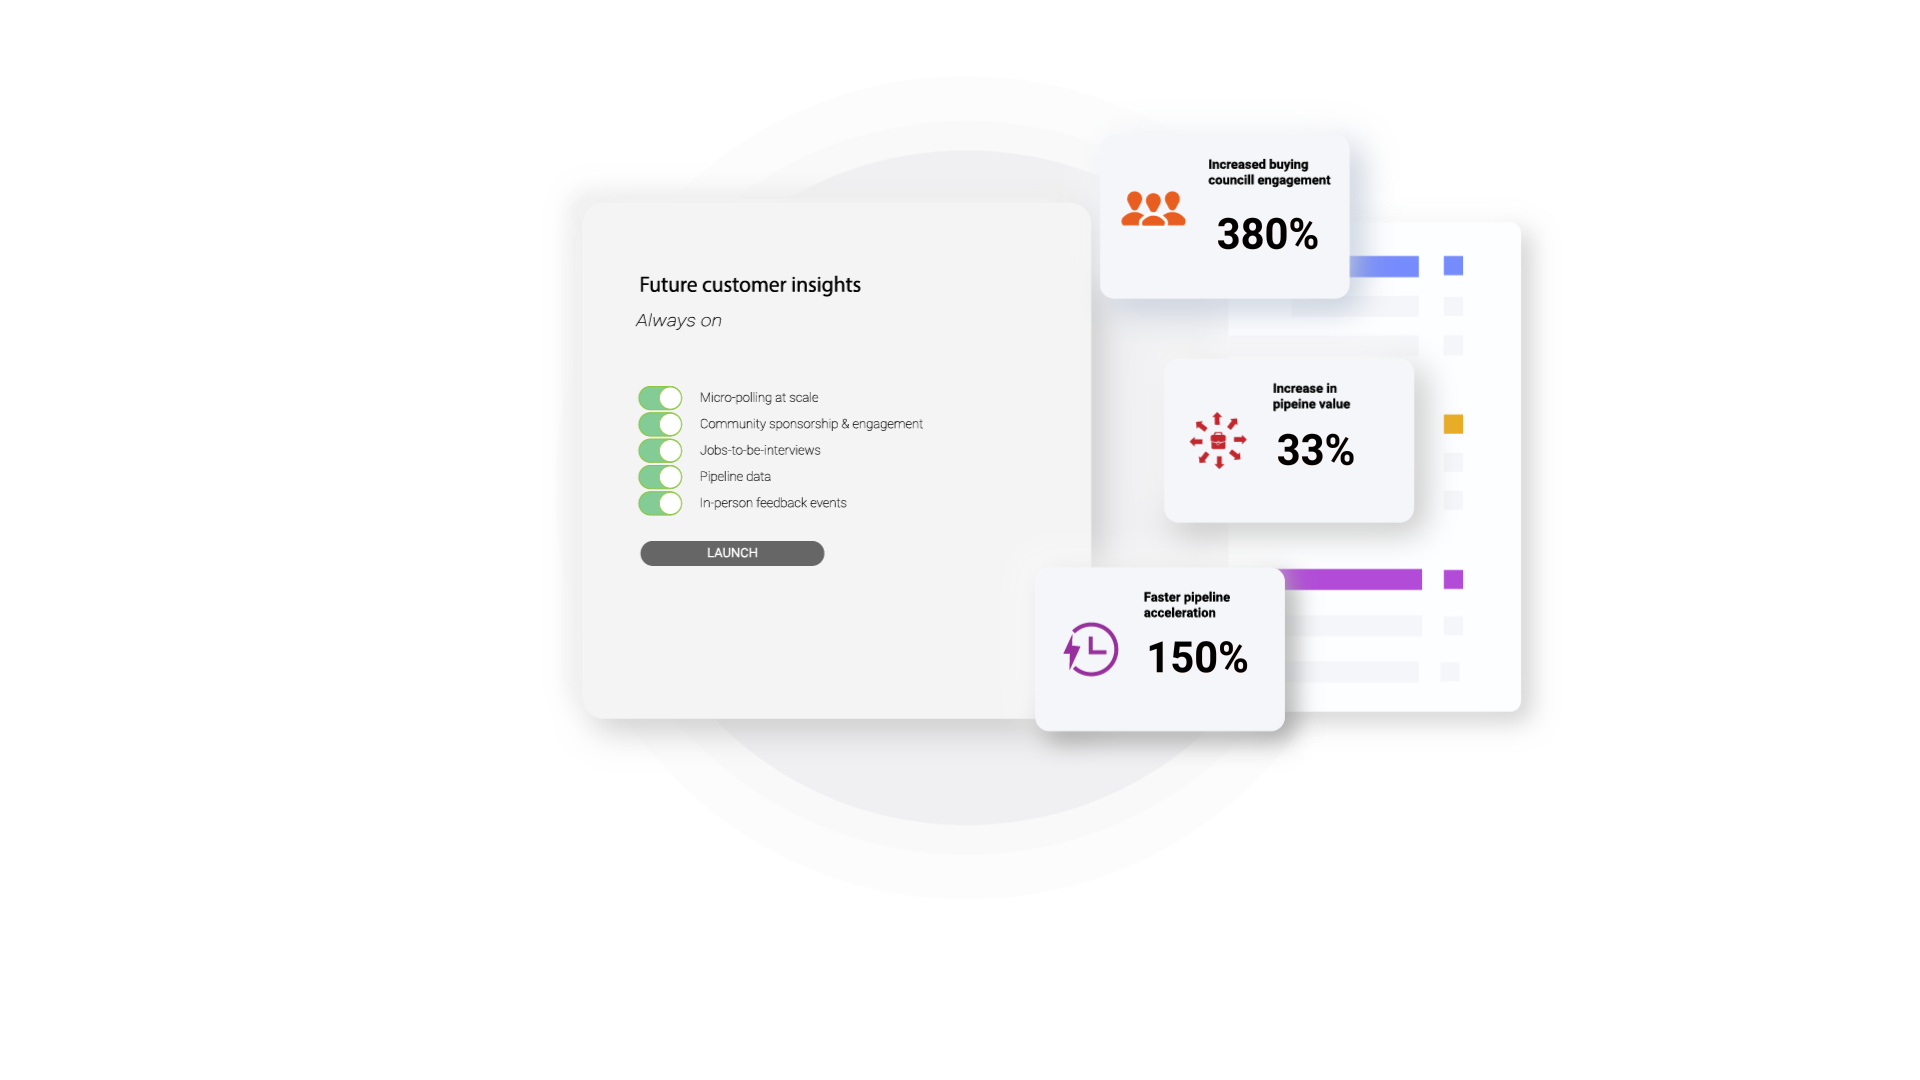 Future customer insights
Always on
Micro-polling at scale
Community sponsorship & engagement
Jobs-to-be-interviews
Pipeline data
In-person feedback events
LAUNCH
Increased buying
councill engagement
380%
Increase in
pipeine value
33%
Faster pipeline
acceleration
150%